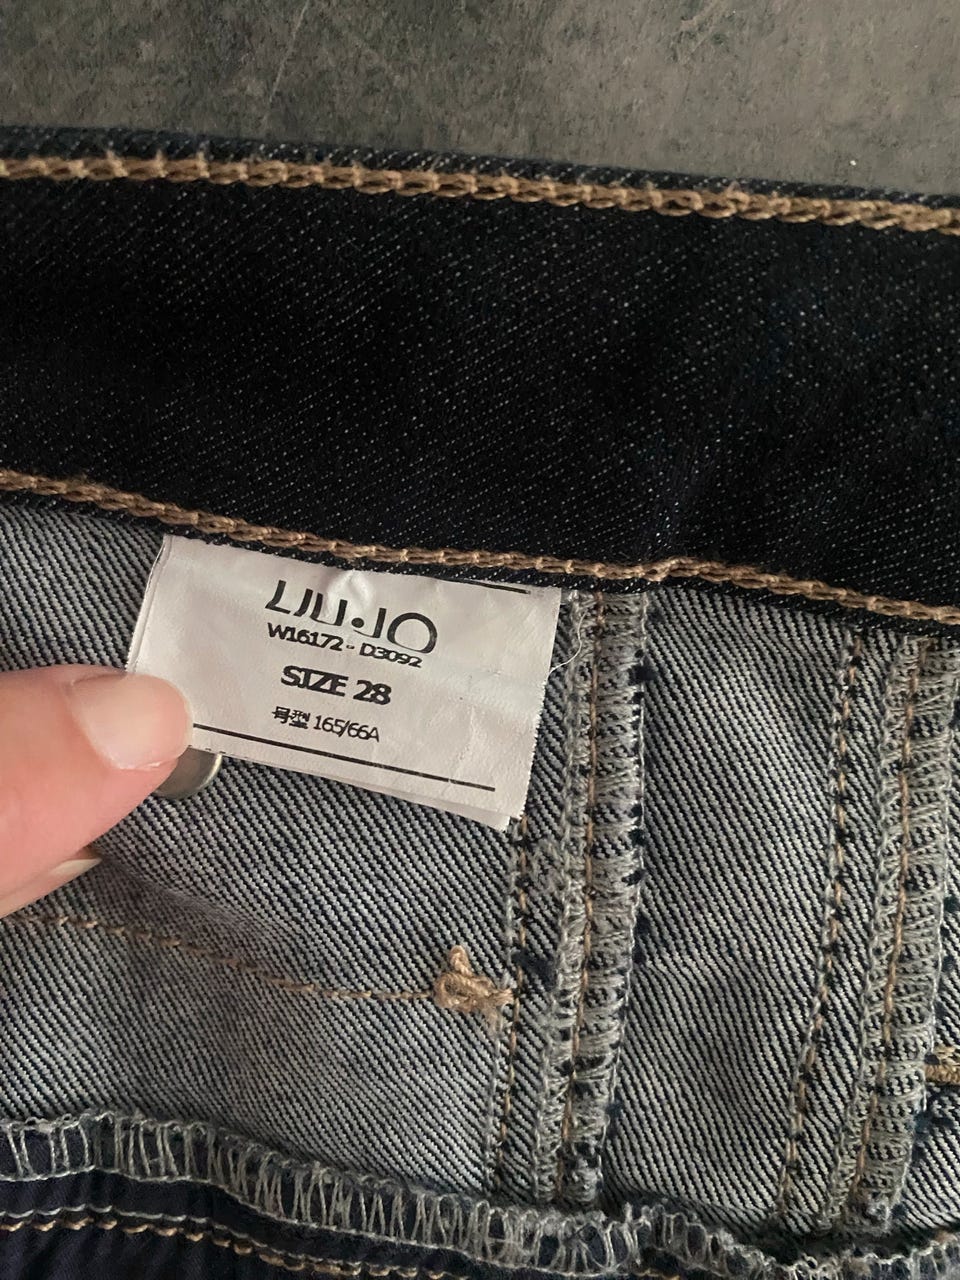 LIU·JO
W16172 - D3092
SIZE 28
号型 165/66A